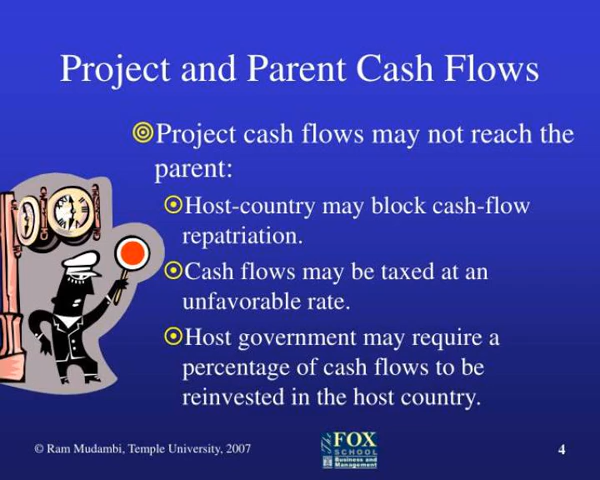 Project and Parent Cash Flows
Project cash flows may not reach the
parent:
Host-country may block cash-flow
repatriation.
Cash flows may be taxed at an
unfavorable rate.
Host government may require a
percentage of cash flows to be
reinvested in the host country.
© Ram Mudambi, Temple University, 2007
FOX
SCHOOL
Business and
Management
4